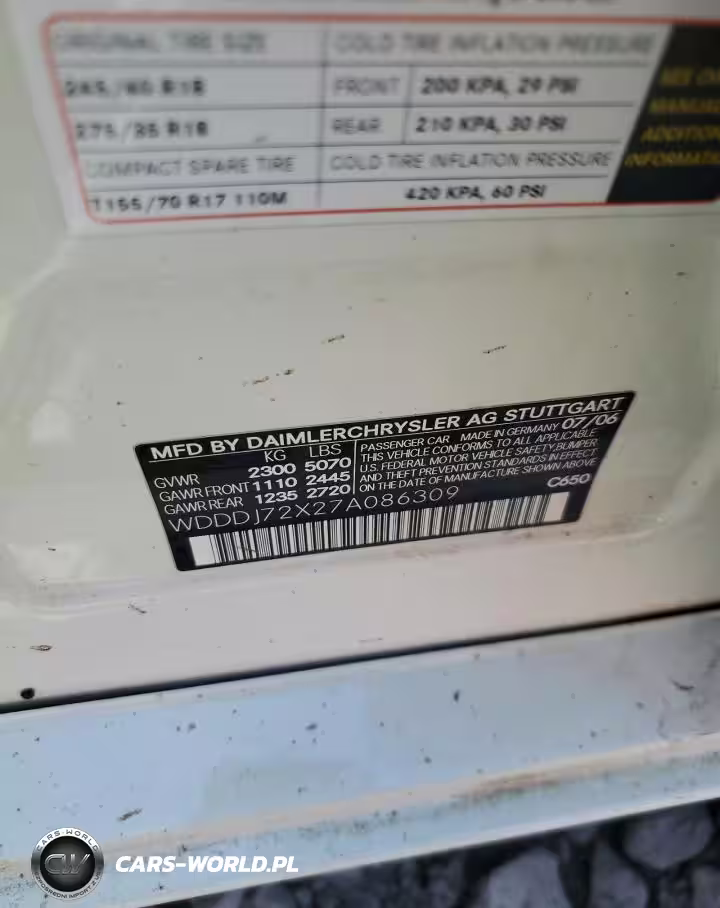 ORIGINAL TIRE SIZE COLD TIRE INFLATION PRESSURE
FRONT 200 KPA, 29 PSI
275/35 R18 REAR 210 KPA, 30 PSI
COMPACT SPARE TIRE COLD TIRE INFLATION PRESSURE
T155/70 R17 110M 420 KPA, 60 PSI
MFD BY DAIMLERCHRYSLER AG STUTTGART
KG LBS PASSENGER CAR MADE IN GERMANY 07/06
GVWR 2300 5070 THIS VEHICLE CONFORMS TO ALL APPLICABLE
GAWR FRONT 1110 2445 U.S. FEDERAL MOTOR VEHICLE SAFETY, BUMPER
GAWR REAR 1235 2720 AND THEFT PREVENTION STANDARDS IN EFFECT
ON THE DATE OF MANUFACTURE SHOWN ABOVE
WDDDJ72X27A086309 C650
CARS-WORLD
CW
CARS-WORLD.PL